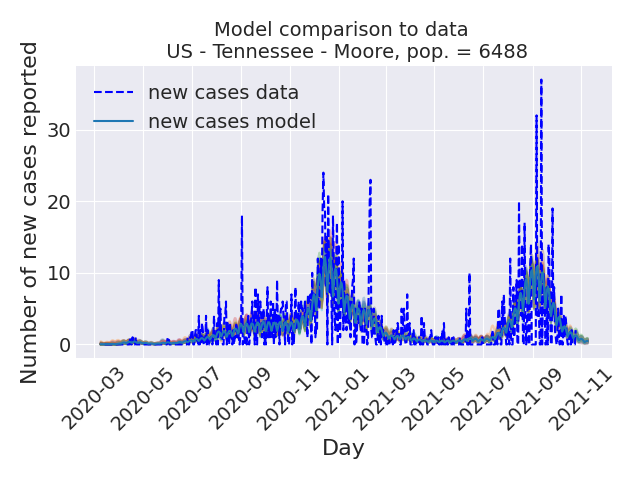 Model comparison to data
US - Tennessee - Moore, pop. = 6488
Number of new cases reported
new cases data
new cases model
30
20
10
0
2020-03
2020-05
2020-07
2020-09
2020-11
2021-01
2021-03
2021-05
2021-07
2021-09
2021-11
Day